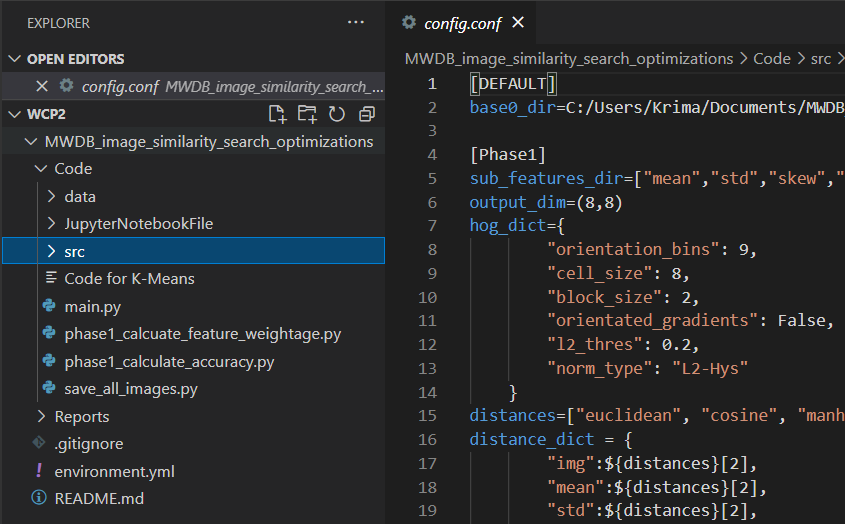 EXPLORER ...
OPEN EDITORS
config.conf MWDB_image_similarity_search_...
WCP2
MWDB_image_similarity_search_optimizations
Code
data
JupyterNotebookFile
src
Code for K-Means
main.py
phase1_calcuate_feature_weightage.py
phase1_calculate_accuracy.py
save_all_images.py
Reports
.gitignore
environment.yml
README.md
config.conf
MWDB_image_similarity_search_optimizations > Code > src >
1 [DEFAULT]
2 base0_dir=C:/Users/Krima/Documents/MWDB
3
4 [Phase1]
5 sub_features_dir=["mean","std","skew","
6 output_dim=(8,8)
7 hog_dict={
8 "orientation_bins": 9,
9 "cell_size": 8,
10 "block_size": 2,
11 "orientated_gradients": False,
12 "l2_thres": 0.2,
13 "norm_type": "L2-Hys"
14 }
15 distances=["euclidean", "cosine", "manh
16 distance_dict = {
17 "img":${distances}[2],
18 "mean":${distances}[2],
19 "std":${distances}[2],